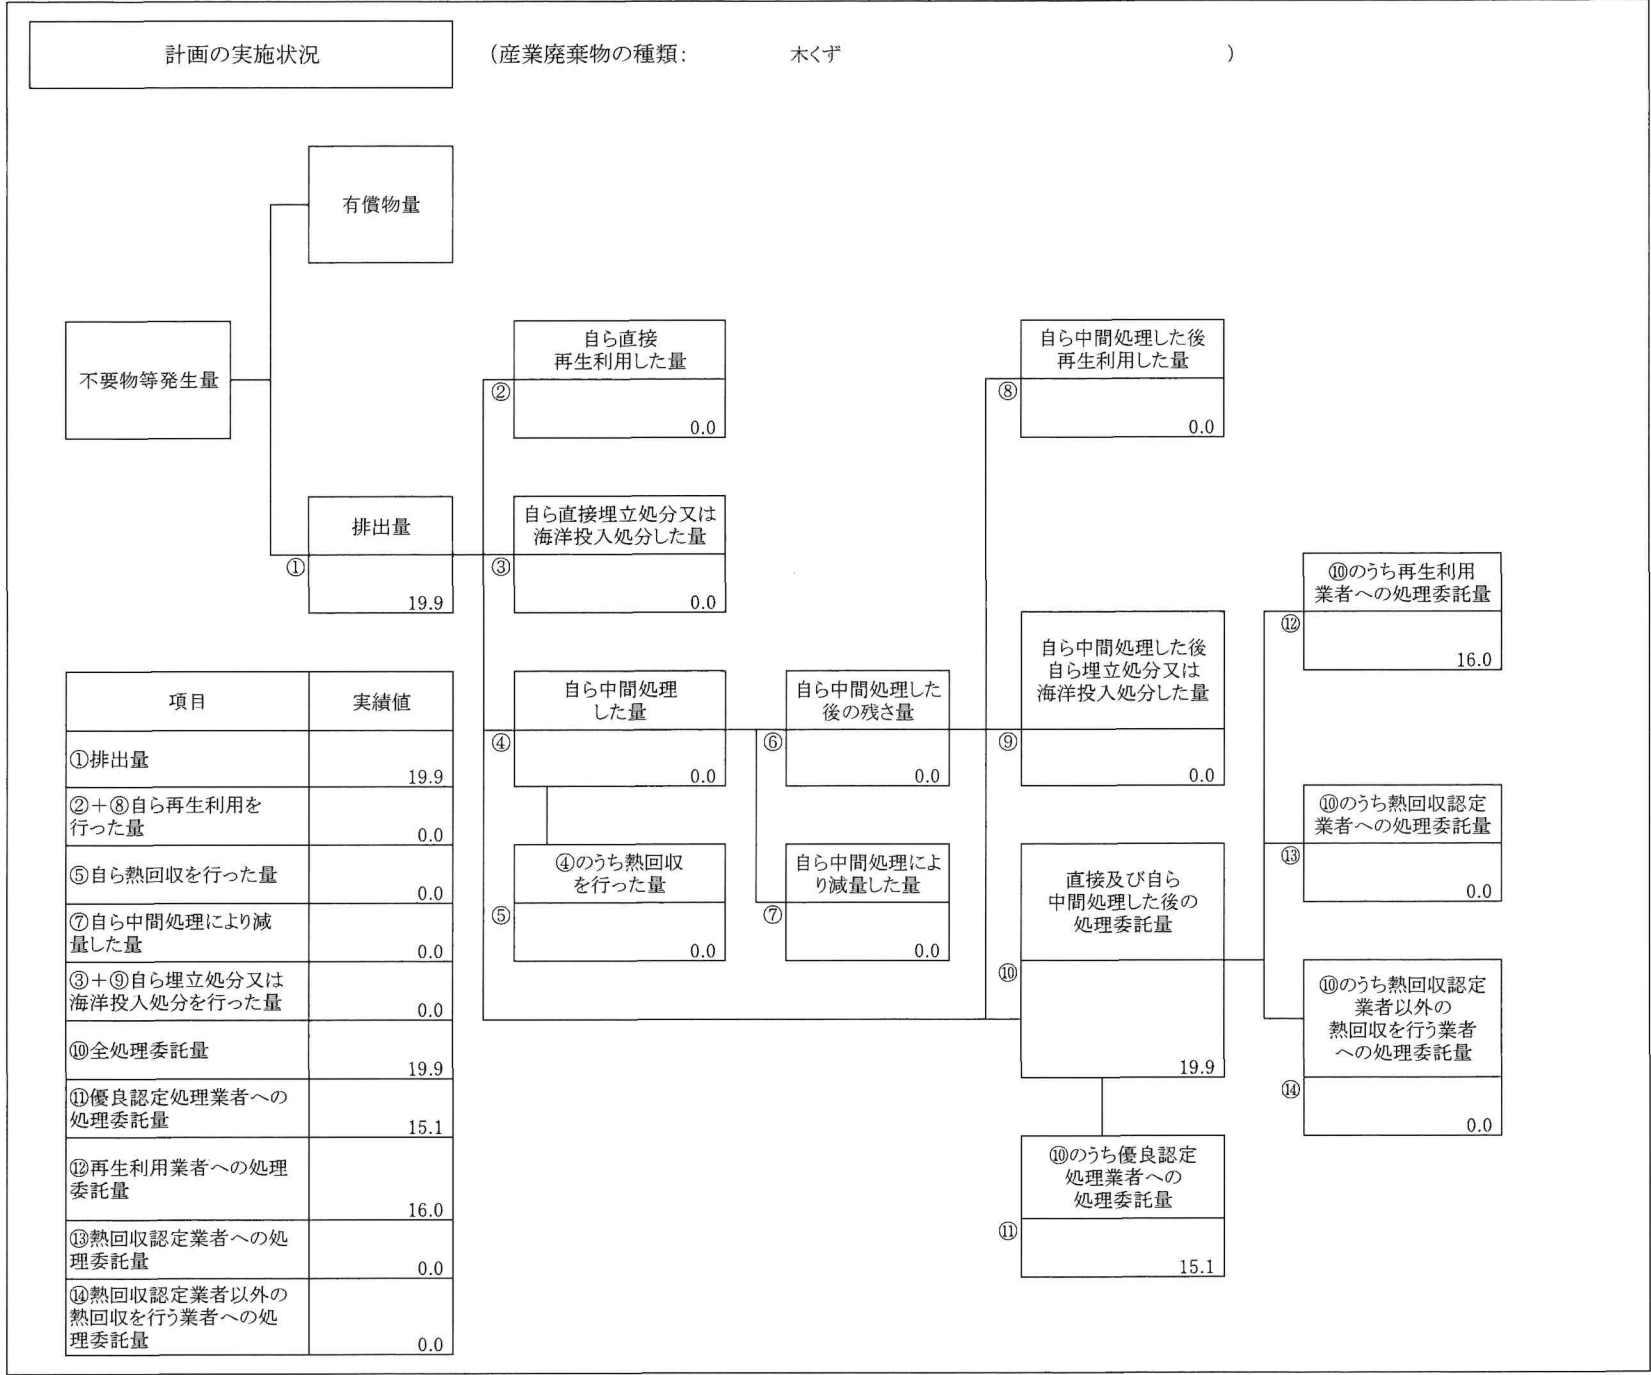 計画の実施状況
（産業廃棄物の種類： 木くず ）
有償物量
不要物等発生量
排出量
①
19.9
自ら直接
再生利用した量
②
0.0
自ら直接埋立処分又は
海洋投入処分した量
③
0.0
自ら中間処理
した量
④
0.0
④のうち熱回収
を行った量
⑤
0.0
自ら中間処理した
後の残さ量
⑥
0.0
自ら中間処理によ
り減量した量
⑦
0.0
自ら中間処理した後
再生利用した量
⑧
0.0
自ら中間処理した後
自ら埋立処分又は
海洋投入処分した量
⑨
0.0
直接及び自ら
中間処理した後の
処理委託量
⑩
19.9
⑩のうち優良認定
処理業者への
処理委託量
⑪
15.1
⑩のうち再生利用
業者への処理委託量
⑫
16.0
⑩のうち熱回収認定
業者への処理委託量
⑬
0.0
⑩のうち熱回収認定
業者以外の
熱回収を行う業者
への処理委託量
⑭
0.0
項目 実績値
①排出量
19.9
②＋⑧自ら再生利用を
行った量
0.0
⑤自ら熱回収を行った量
0.0
⑦自ら中間処理により減
量した量
0.0
③＋⑨自ら埋立処分又は
海洋投入処分を行った量
0.0
⑩全処理委託量
19.9
⑪優良認定処理業者への
処理委託量
15.1
⑫再生利用業者への処理
委託量
16.0
⑬熱回収認定業者への処
理委託量
0.0
⑭熱回収認定業者以外の
熱回収を行う業者への処
理委託量
0.0